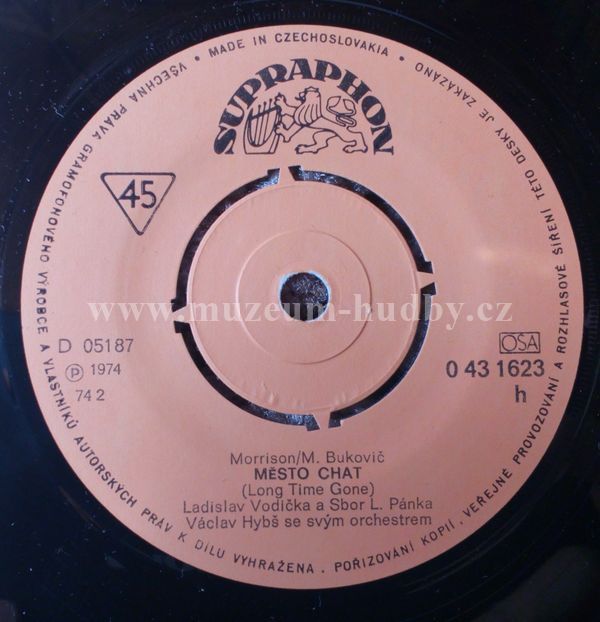 • MADE IN CZECHOSLOVAKIA •
SUPRAPHON
45
www.muzeum-hudby.cz
D 05187
OSA
Ⓟ 1974
0 43 1623
74 2
h
Morrison/M. Bukovič
MĚSTO CHAT
(Long Time Gone)
Ladislav Vodička a Sbor L. Pánka
Václav Hybš se svým orchestrem
VŠECHNA PRÁVA GRAMOFONOVÉHO VÝROBCE A VLASTNÍKŮ AUTORSKÝCH PRÁV K DÍLU VYHRAŽENA. POŘIZOVÁNÍ KOPIÍ, VEŘEJNÉ PROVOZOVÁNÍ A ROZHLASOVÉ ŠÍŘENÍ TÉTO DESKY JE ZAKÁZÁNO